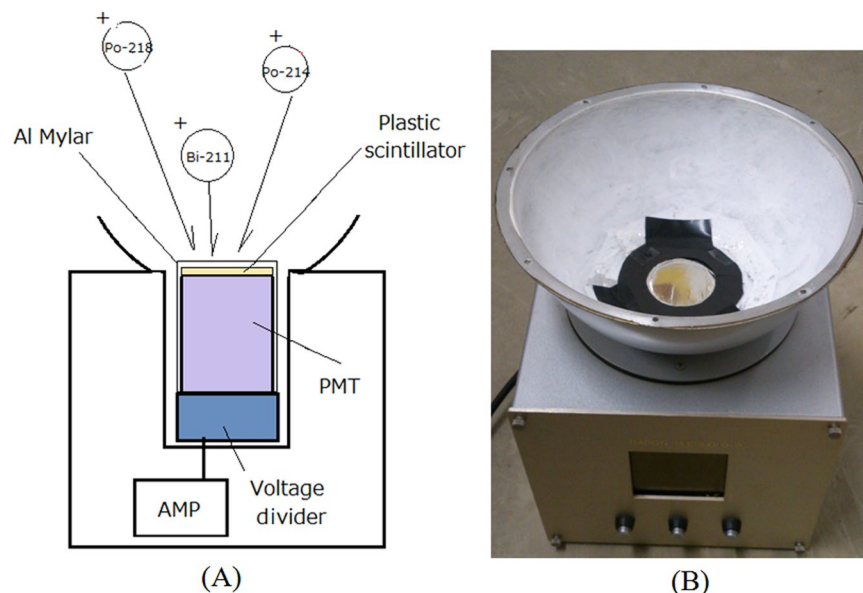 +
Po-218
+
Po-214
+
Bi-211
Al Mylar
Plastic
scintillator
PMT
Voltage
divider
AMP
(A)
(B)